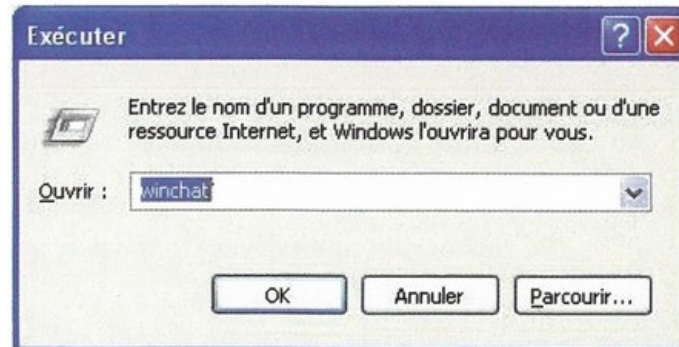 Exécuter
Entrez le nom d'un programme, dossier, document ou d'une
ressource Internet, et Windows l'ouvrira pour vous.
Ouvrir : winchat
OK Annuler Parcourir...